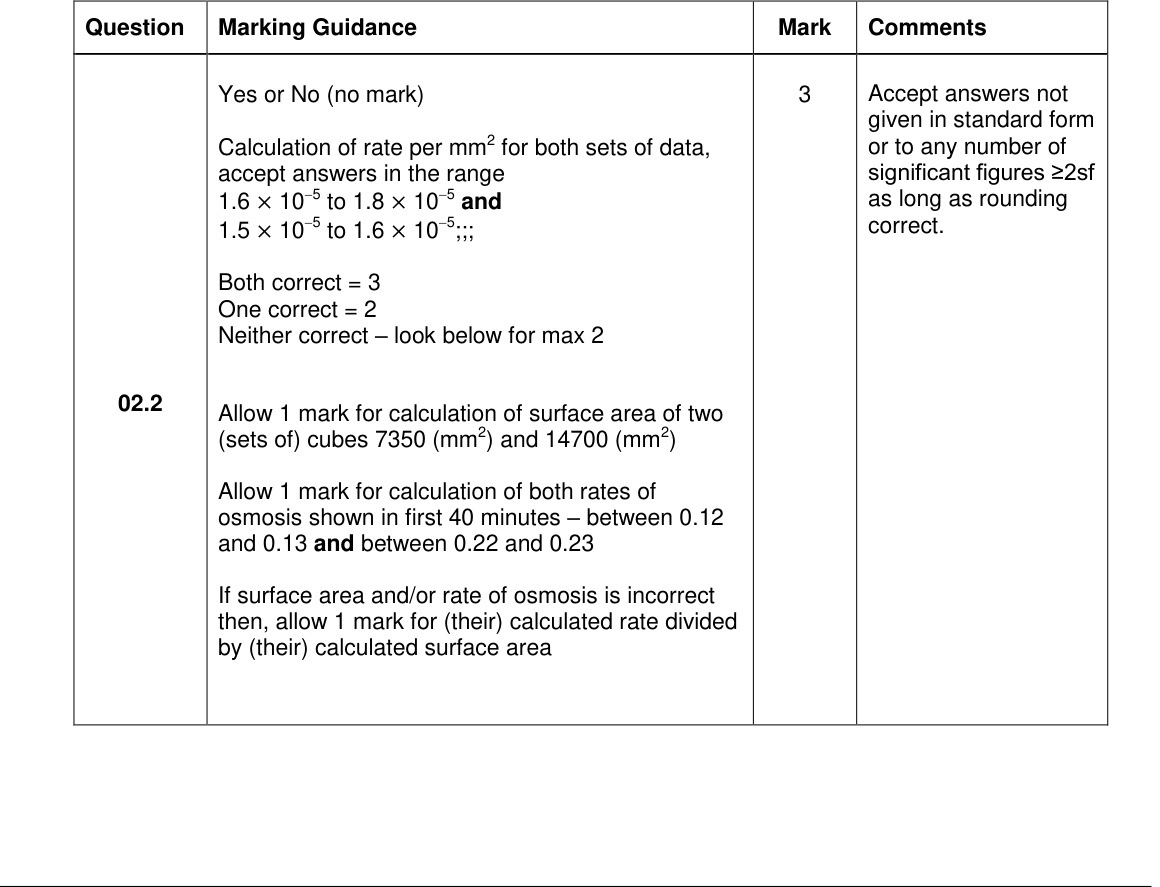 Question Marking Guidance Mark Comments
Yes or No (no mark)
3
Accept answers not
given in standard form
or to any number of
significant figures ≥2sf
as long as rounding
correct.
Calculation of rate per mm² for both sets of data,
accept answers in the range
1.6 × 10⁻⁵ to 1.8 × 10⁻⁵ and
1.5 × 10⁻⁵ to 1.6 × 10⁻⁵;;;
Both correct = 3
One correct = 2
Neither correct – look below for max 2
02.2
Allow 1 mark for calculation of surface area of two
(sets of) cubes 7350 (mm²) and 14700 (mm²)
Allow 1 mark for calculation of both rates of
osmosis shown in first 40 minutes – between 0.12
and 0.13 and between 0.22 and 0.23
If surface area and/or rate of osmosis is incorrect
then, allow 1 mark for (their) calculated rate divided
by (their) calculated surface area